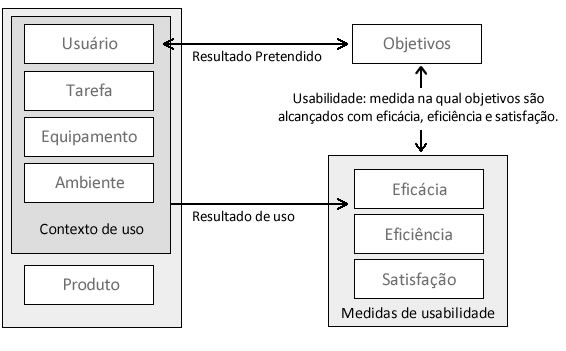 Usuário
Tarefa
Equipamento
Ambiente
Contexto de uso
Produto
Resultado Pretendido
Objetivos
Usabilidade: medida na qual objetivos são
alcançados com eficácia, eficiência e satisfação.
Resultado de uso
Eficácia
Eficiência
Satisfação
Medidas de usabilidade